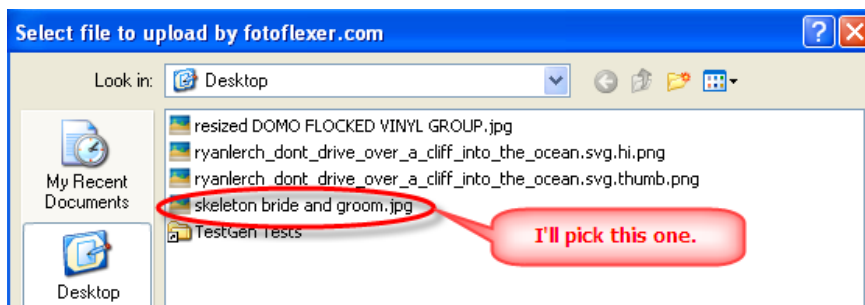 Select file to upload by fotoflexer.com
Look in: Desktop
resized DOMO FLOCKED VINYL GROUP.jpg
ryanlerch_dont_drive_over_a_cliff_into_the_ocean.svg.hi.png
ryanlerch_dont_drive_over_a_cliff_into_the_ocean.svg.thumb.png
skeleton bride and groom.jpg
TestGen Tests
My Recent
Documents
Desktop
I'll pick this one.